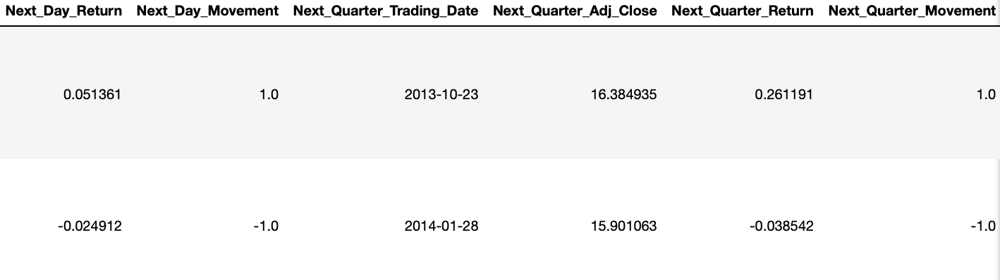 Next_Day_Return Next_Day_Movement Next_Quarter_Trading_Date Next_Quarter_Adj_Close Next_Quarter_Return Next_Quarter_Movement
0.051361 1.0 2013-10-23 16.384935 0.261191 1.0
-0.024912 -1.0 2014-01-28 15.901063 -0.038542 -1.0